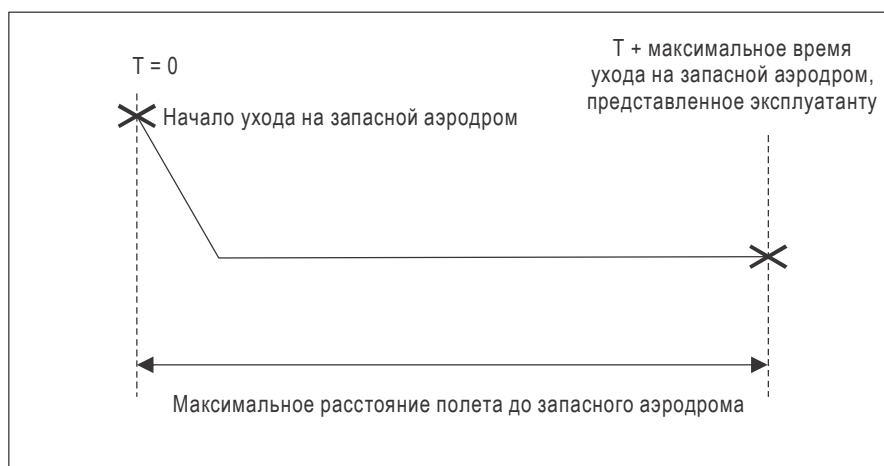 T = 0
T + максимальное время
ухода на запасной аэродром,
представленное эксплуатанту
Начало ухода на запасной аэродром
Максимальное расстояние полета до запасного аэродрома